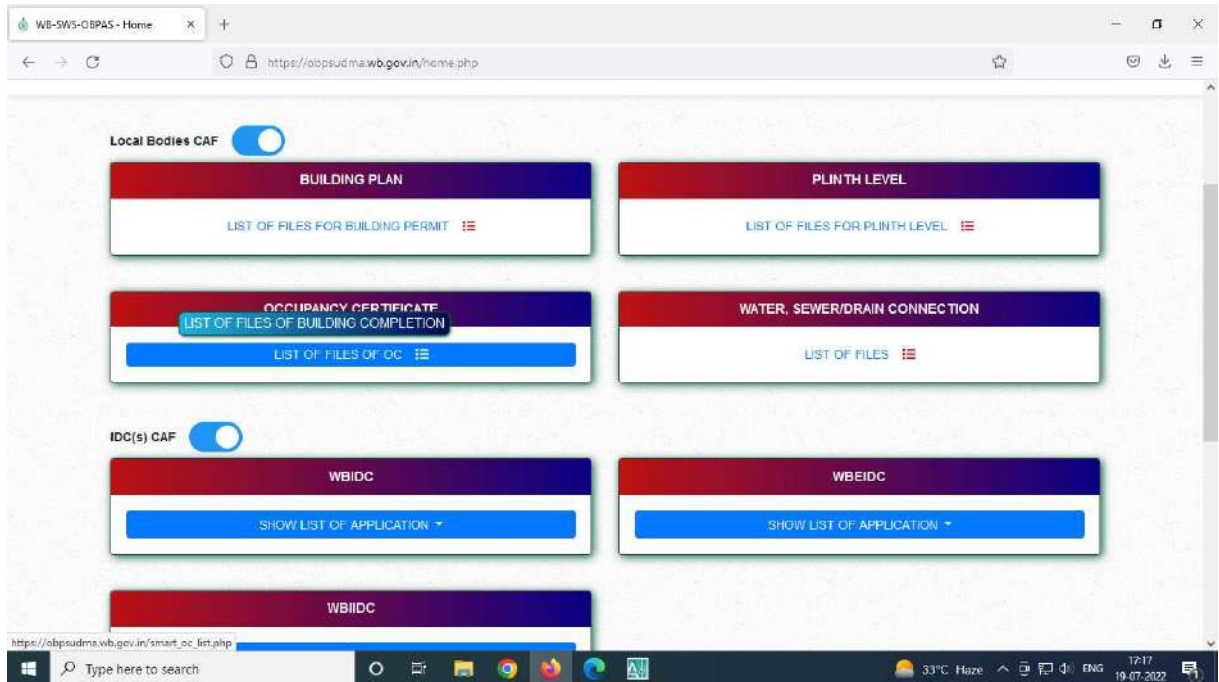 WB-SWS-OBPAS - Home
https://obpsudma.wb.gov.in/home.php
Local Bodies CAF
BUILDING PLAN
LIST OF FILES FOR BUILDING PERMIT
PLINTH LEVEL
LIST OF FILES FOR PLINTH LEVEL
OCCUPANCY CERTIFICATE
LIST OF FILES OF BUILDING COMPLETION
LIST OF FILES OF OC
WATER, SEWER/DRAIN CONNECTION
LIST OF FILES
IDC(s) CAF
WBIDC
SHOW LIST OF APPLICATION
WBEIDC
SHOW LIST OF APPLICATION
WBIIDC
https://obpsudma.wb.gov.in/smart_oc_list.php
Type here to search
33°C Haze
ENG
17:17
19-07-2022